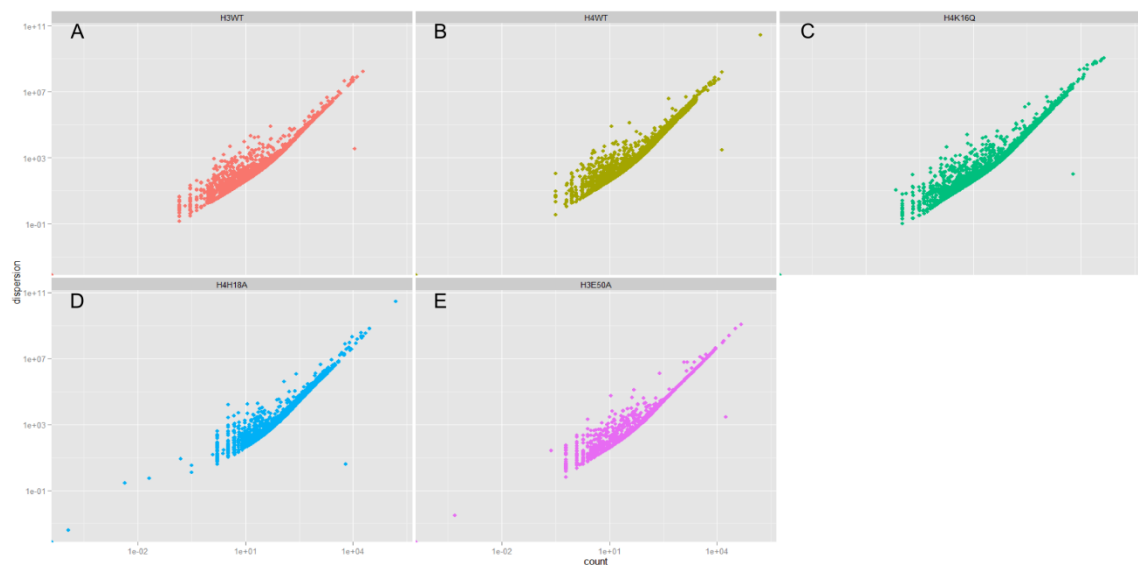 H3WT H4WT H4K16Q
A B C
1e+11
1e+07
1e+03
1e-01
dispersion
H4H18A H3E50A
D E
1e+11
1e+07
1e+03
1e-01
1e-02 1e+01 1e+04 1e-02 1e+01 1e+04
count